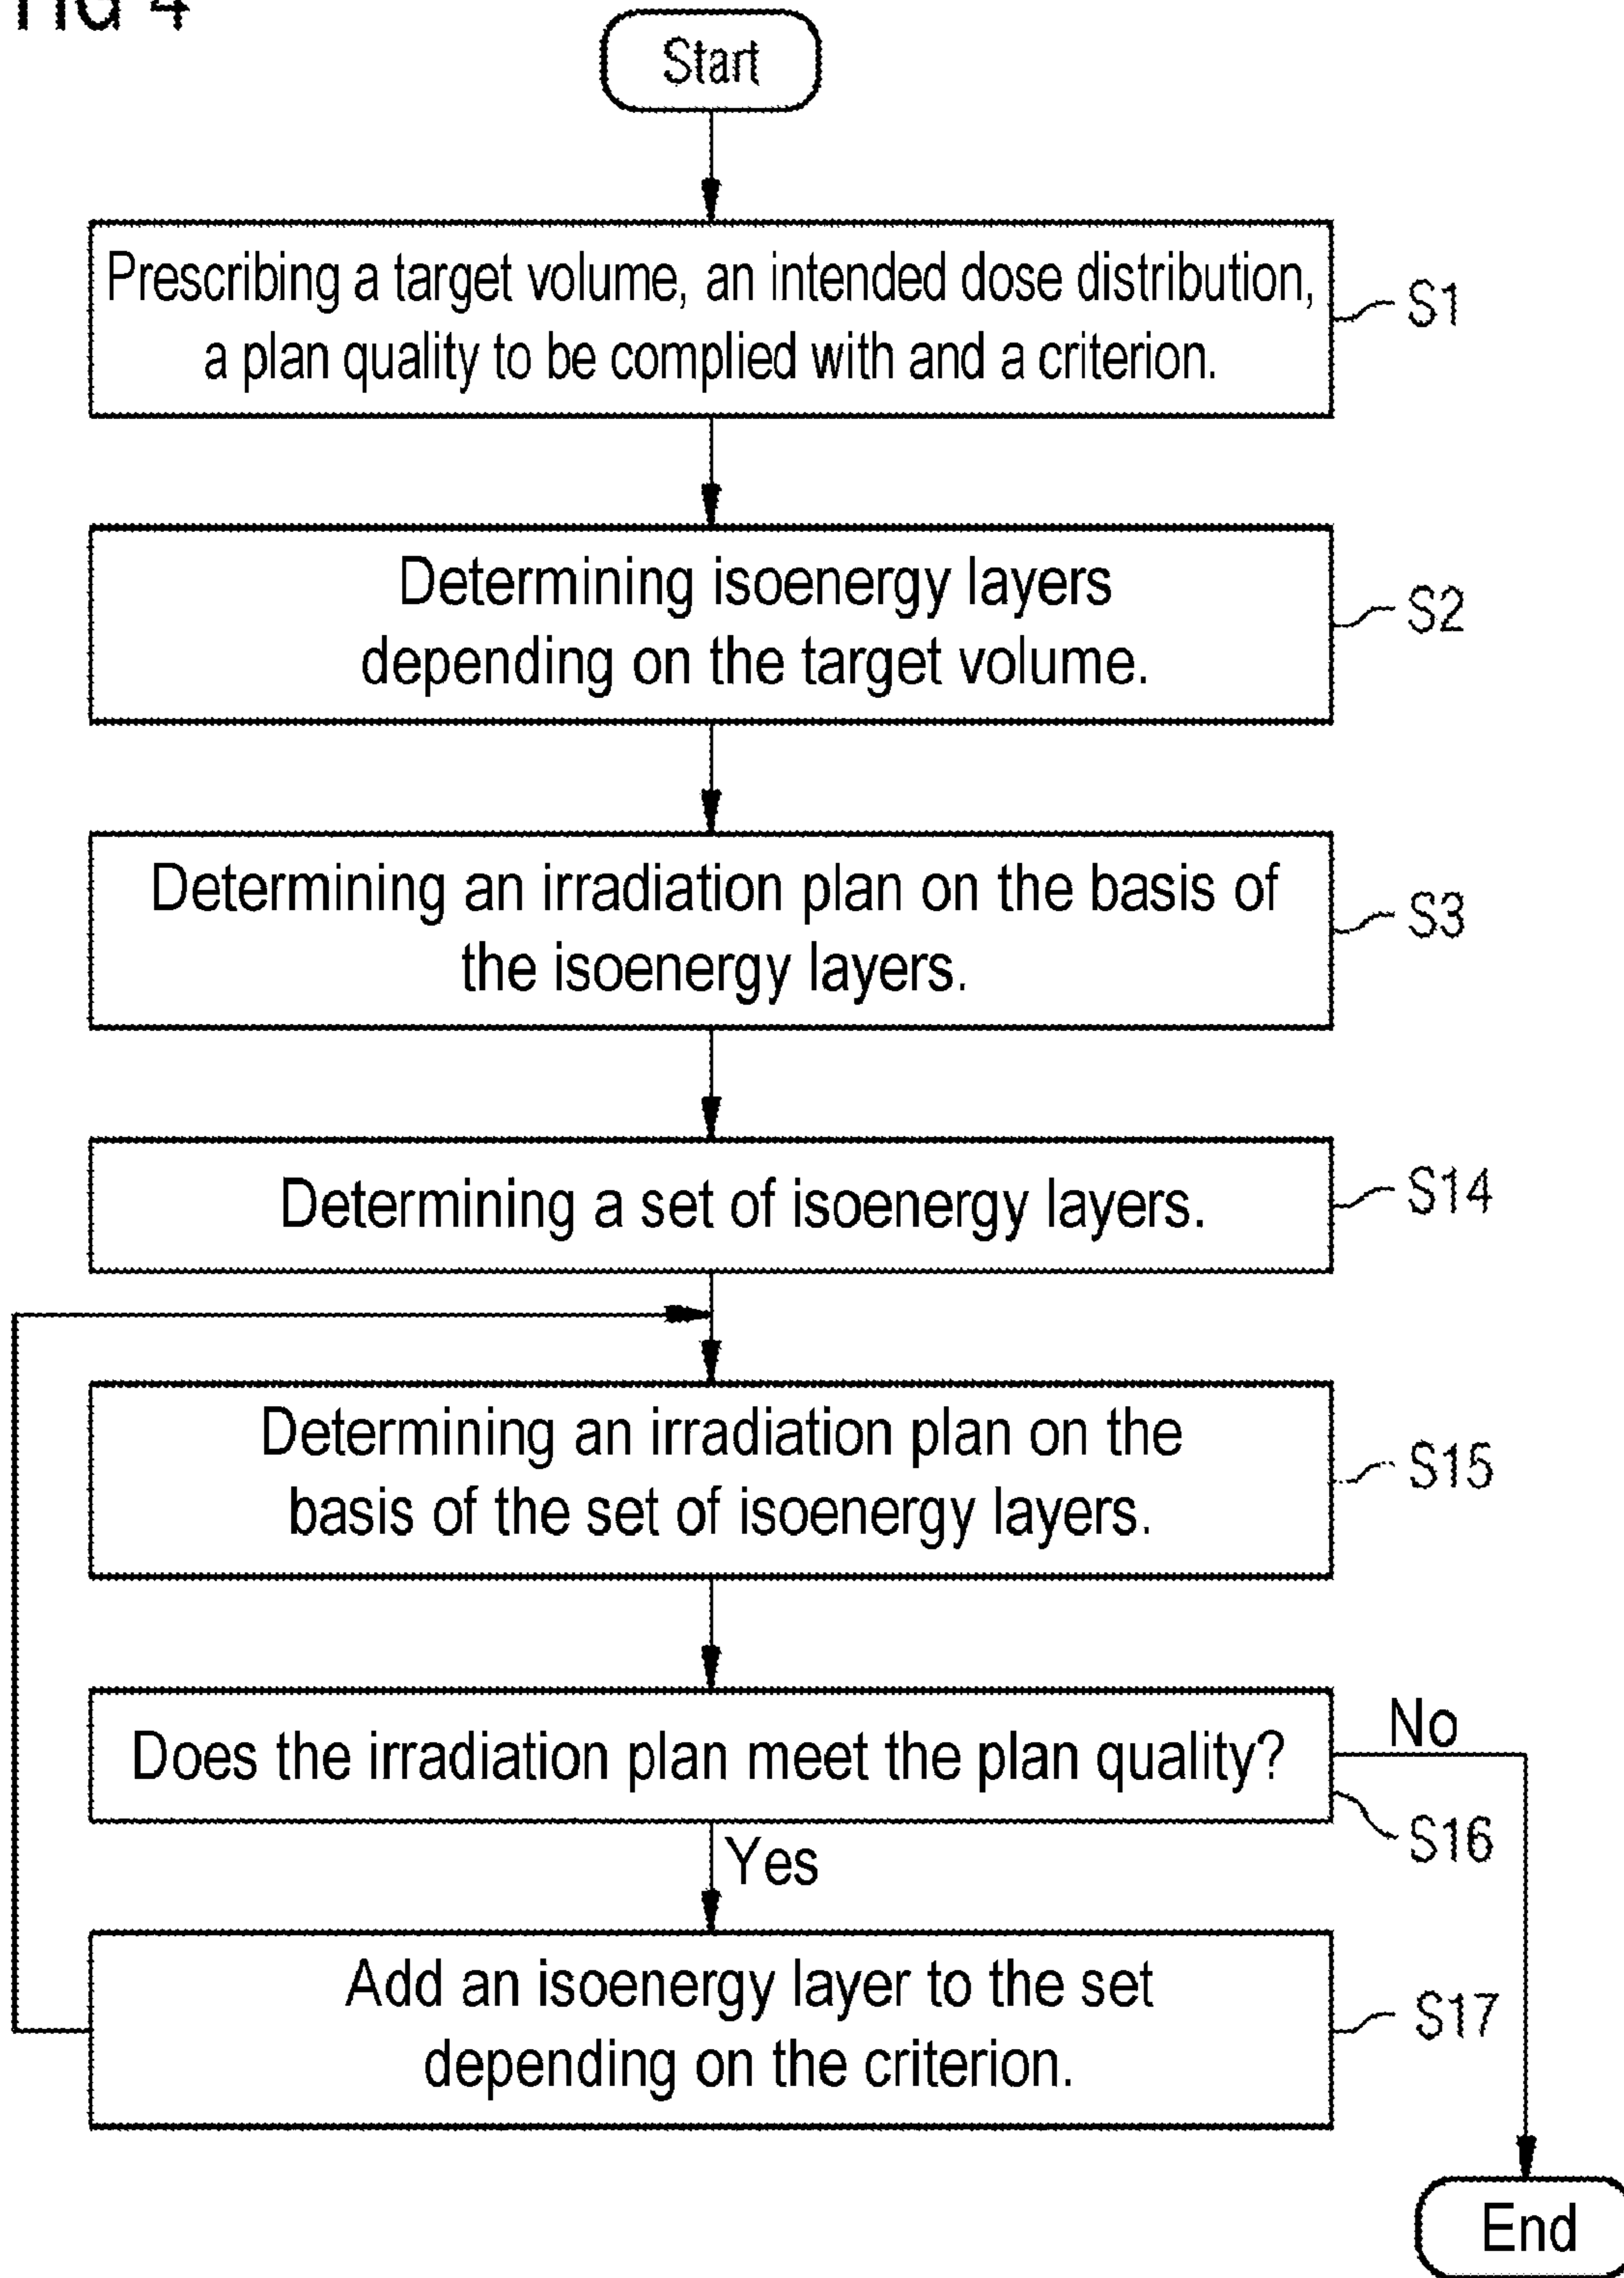 Start
Prescribing a target volume, an intended dose distribution,
a plan quality to be complied with and a criterion.
S1
Determining isoenergy layers
depending on the target volume.
S2
Determining an irradiation plan on the basis of
the isoenergy layers.
S3
Determining a set of isoenergy layers.
S14
Determining an irradiation plan on the
basis of the set of isoenergy layers.
S15
Does the irradiation plan meet the plan quality?
No
S16
Yes
Add an isoenergy layer to the set
depending on the criterion.
S17
End